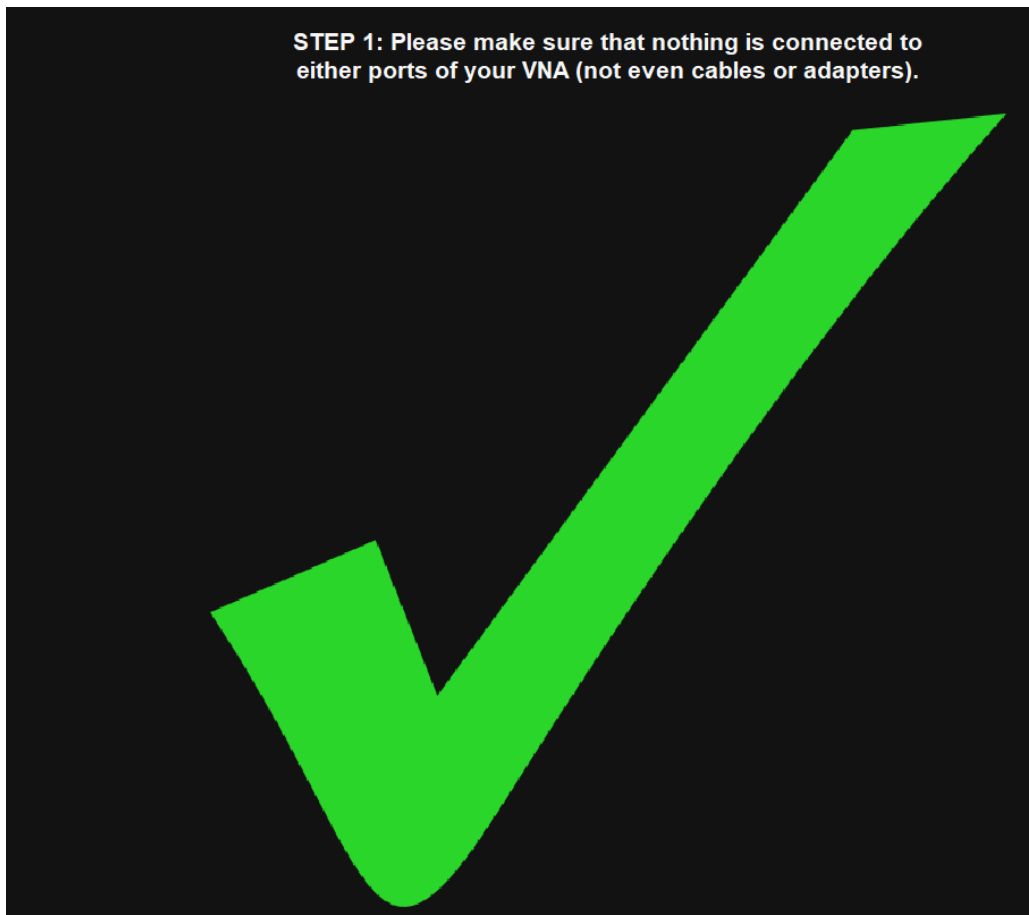 STEP 1: Please make sure that nothing is connected to
either ports of your VNA (not even cables or adapters).